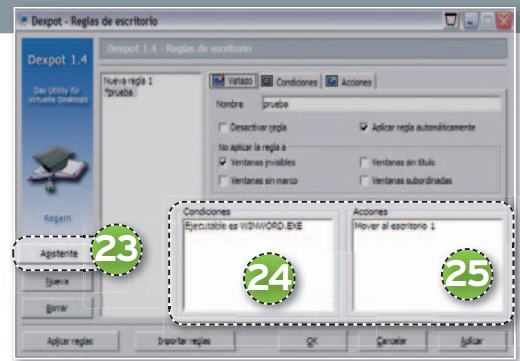 Dexpot - Reglas de escritorio
Dexpot 1.4
Dexpot 1.4 - Reglas de escritorio
Das Utility für
virtuelle Desktops
Nueva regla 1
*prueba
Vistazo
Condiciones
Acciones
Nombre
prueba
Desactivar regla
Aplicar regla automáticamente
No aplicar la regla a
Ventanas invisibles
Ventanas sin título
Ventanas sin marco
Ventanas subordinadas
Regeln
Condiciones
Acciones
Ejecutable es WINWORD.EXE
Mover al escritorio 1
Asistente
23
24
25
Nueva
Borrar
Aplicar reglas
Importar reglas
OK
Cancelar
Aplicar